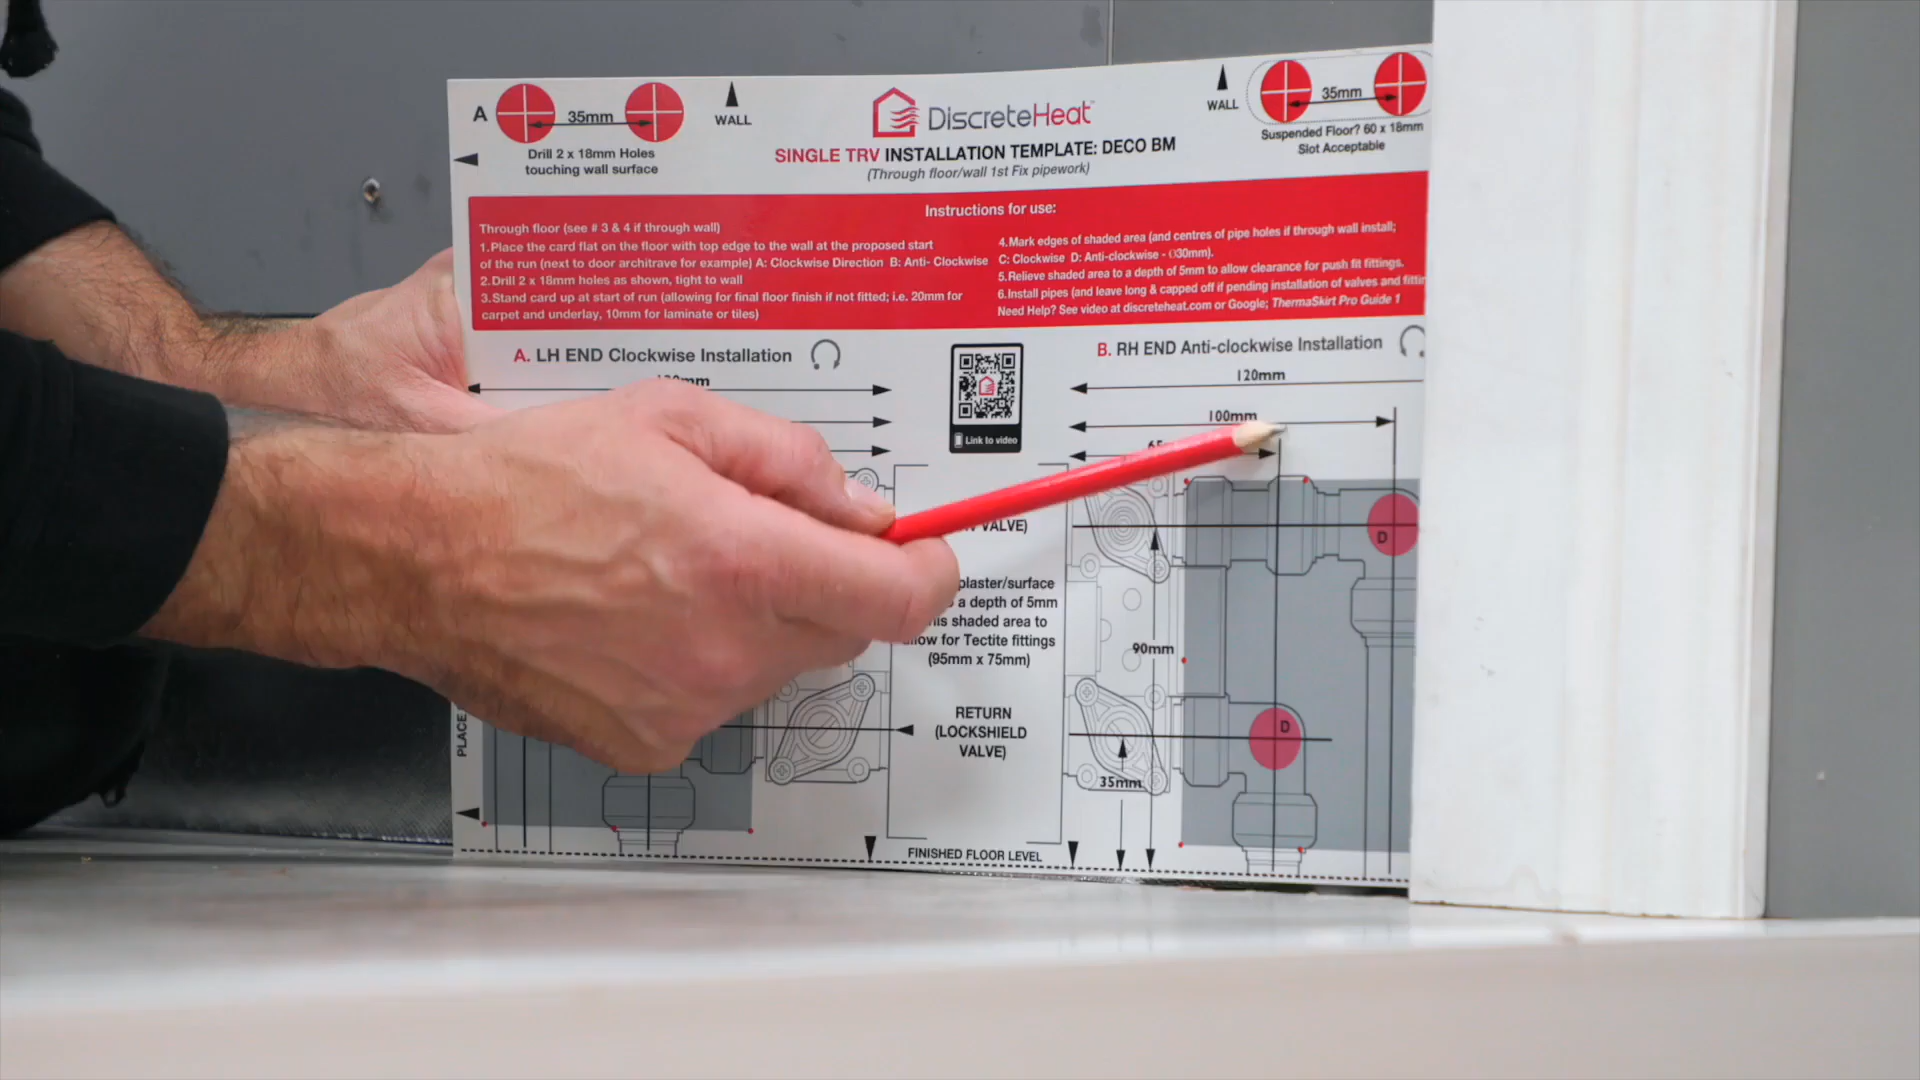 A
35mm
WALL
Drill 2 x 18mm Holes
touching wall surface
DiscreteHeat
SINGLE TRV INSTALLATION TEMPLATE: DECO BM
(Through floor/wall 1st Fix pipework)
WALL
35mm
Suspended Floor? 60 x 18mm
Slot Acceptable
Instructions for use:
Through floor (see # 3 & 4 if through wall)
1.Place the card flat on the floor with top edge to the wall at the proposed start
of the run (next to door architrave for example) A: Clockwise Direction B: Anti- Clockwise
2.Drill 2 x 18mm holes as shown, tight to wall
3.Stand card up at start of run (allowing for final floor finish if not fitted; i.e. 20mm for
carpet and underlay, 10mm for laminate or tiles)
4.Mark edges of shaded area (and centres of pipe holes if through wall install;
C: Clockwise D: Anti-clockwise - ∅30mm).
5.Relieve shaded area to a depth of 5mm to allow clearance for push fit fittings.
6.Install pipes (and leave long & capped off if pending installation of valves and
Need Help? See video at discreteheat.com or Google; ThermaSkirt Pro Guide 1
A. LH END Clockwise Installation
Link to video
B. RH END Anti-clockwise Installation
120mm
100mm
VALVE)
plaster/surface
a depth of 5mm
shaded area to
for Tectite fittings
(95mm x 75mm)
RETURN
(LOCKSHIELD
VALVE)
PLACE
D
90mm
D
35mm
FINISHED FLOOR LEVEL